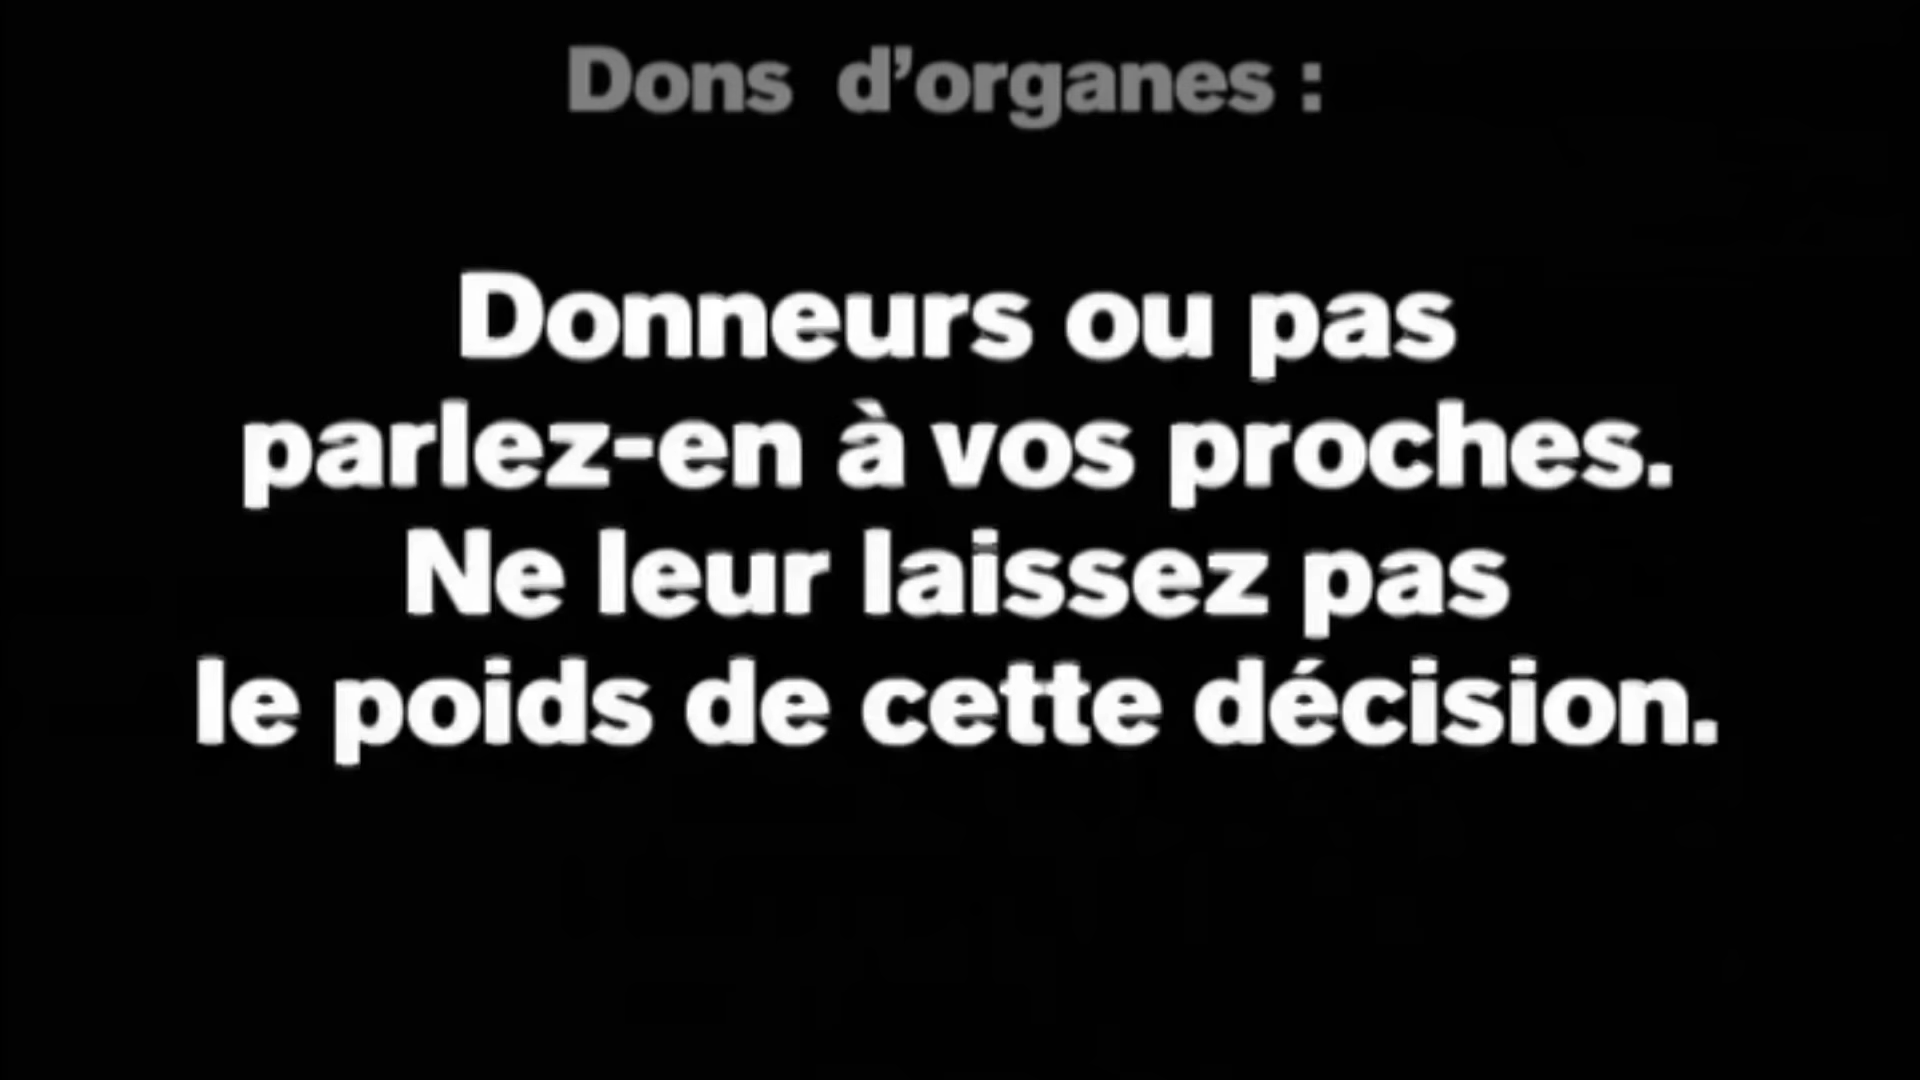 Dons d’organes :
Donneurs ou pas
parlez-en à vos proches.
Ne leur laissez pas
le poids de cette décision.